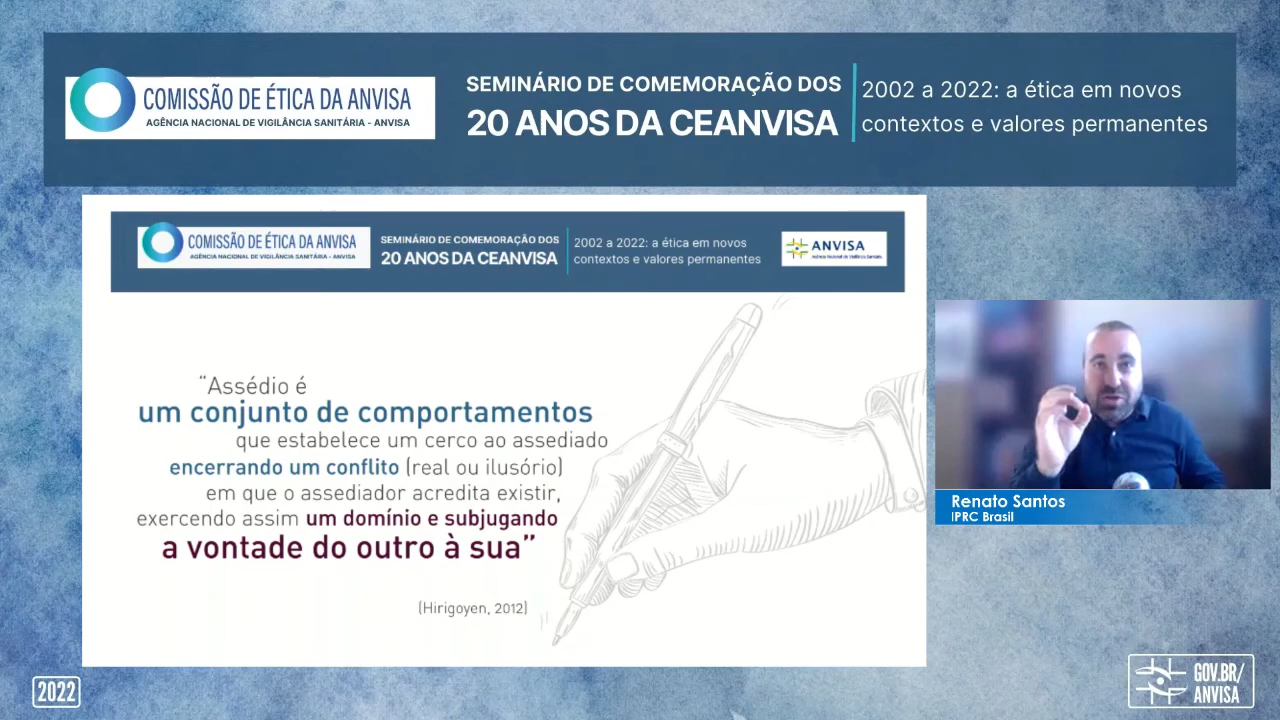 COMISSÃO DE ÉTICA DA ANVISA
AGÊNCIA NACIONAL DE VIGILÂNCIA SANITÁRIA - ANVISA
SEMINÁRIO DE COMEMORAÇÃO DOS
20 ANOS DA CEANVISA
2002 a 2022: a ética em novos
contextos e valores permanentes
COMISSÃO DE ÉTICA DA ANVISA
AGÊNCIA NACIONAL DE VIGILÂNCIA SANITÁRIA - ANVISA
SEMINÁRIO DE COMEMORAÇÃO DOS
20 ANOS DA CEANVISA
2002 a 2022: a ética em novos
contextos e valores permanentes
ANVISA
Agência Nacional de Vigilância Sanitária
“Assédio é
um conjunto de comportamentos
que estabelece um cerco ao assediado
encerrando um conflito (real ou ilusório)
em que o assediador acredita existir,
exercendo assim um domínio e subjugando
a vontade do outro à sua”
(Hirigoyen, 2012)
Renato Santos
IPRC Brasil
2022
GOV.BR/
ANVISA